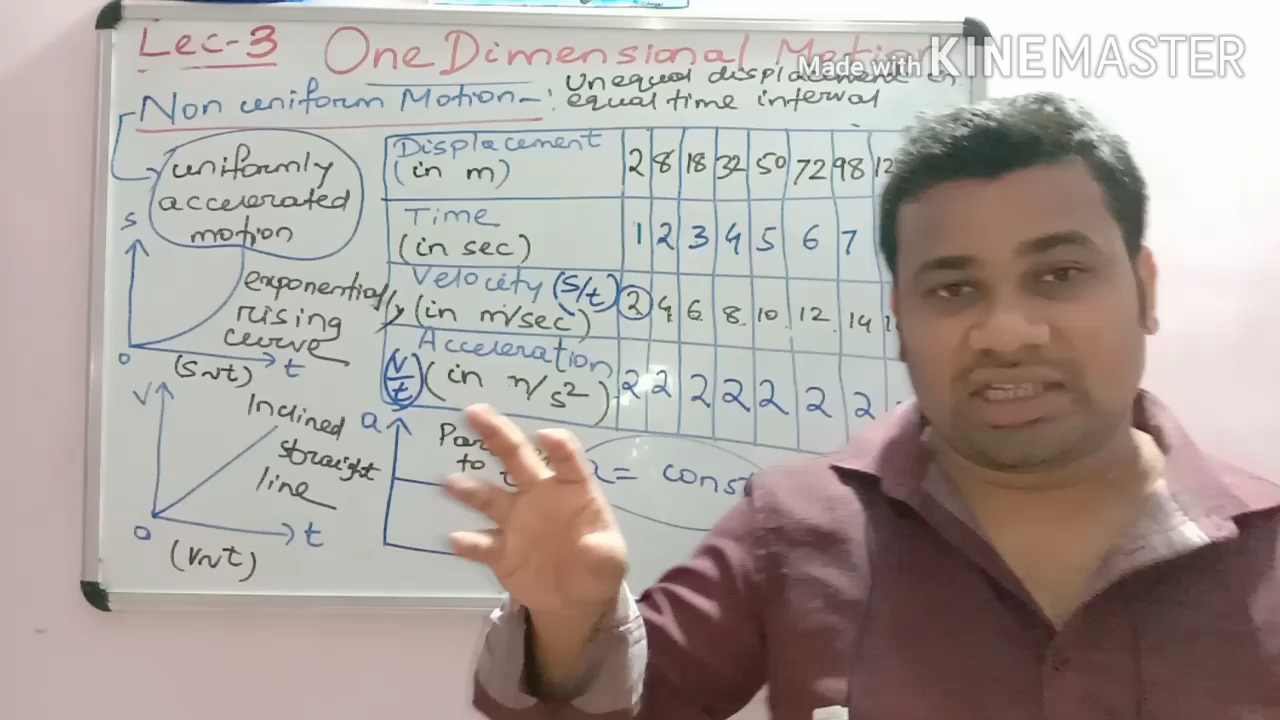 Lec-3 One Dimensional Motion
Made with KINEMASTER
Non uniform Motion - : Unequal displacement in
equal time interval
uniformly
accelerated
motion
Displacement
(in m)
2 8 18 32 50 72 98
Time
(in sec)
1 2 3 4 5 6 7
Velocity (s/t)
(in m/sec)
2 4 6 8 10 12 14
Acceleration
v/t (in m/s²)
2 2 2 2 2 2 2
s
exponentially
rising
curve
o t
(s~t)
v
Inclined
straight
line
o t
(v~t)
a
to
= const